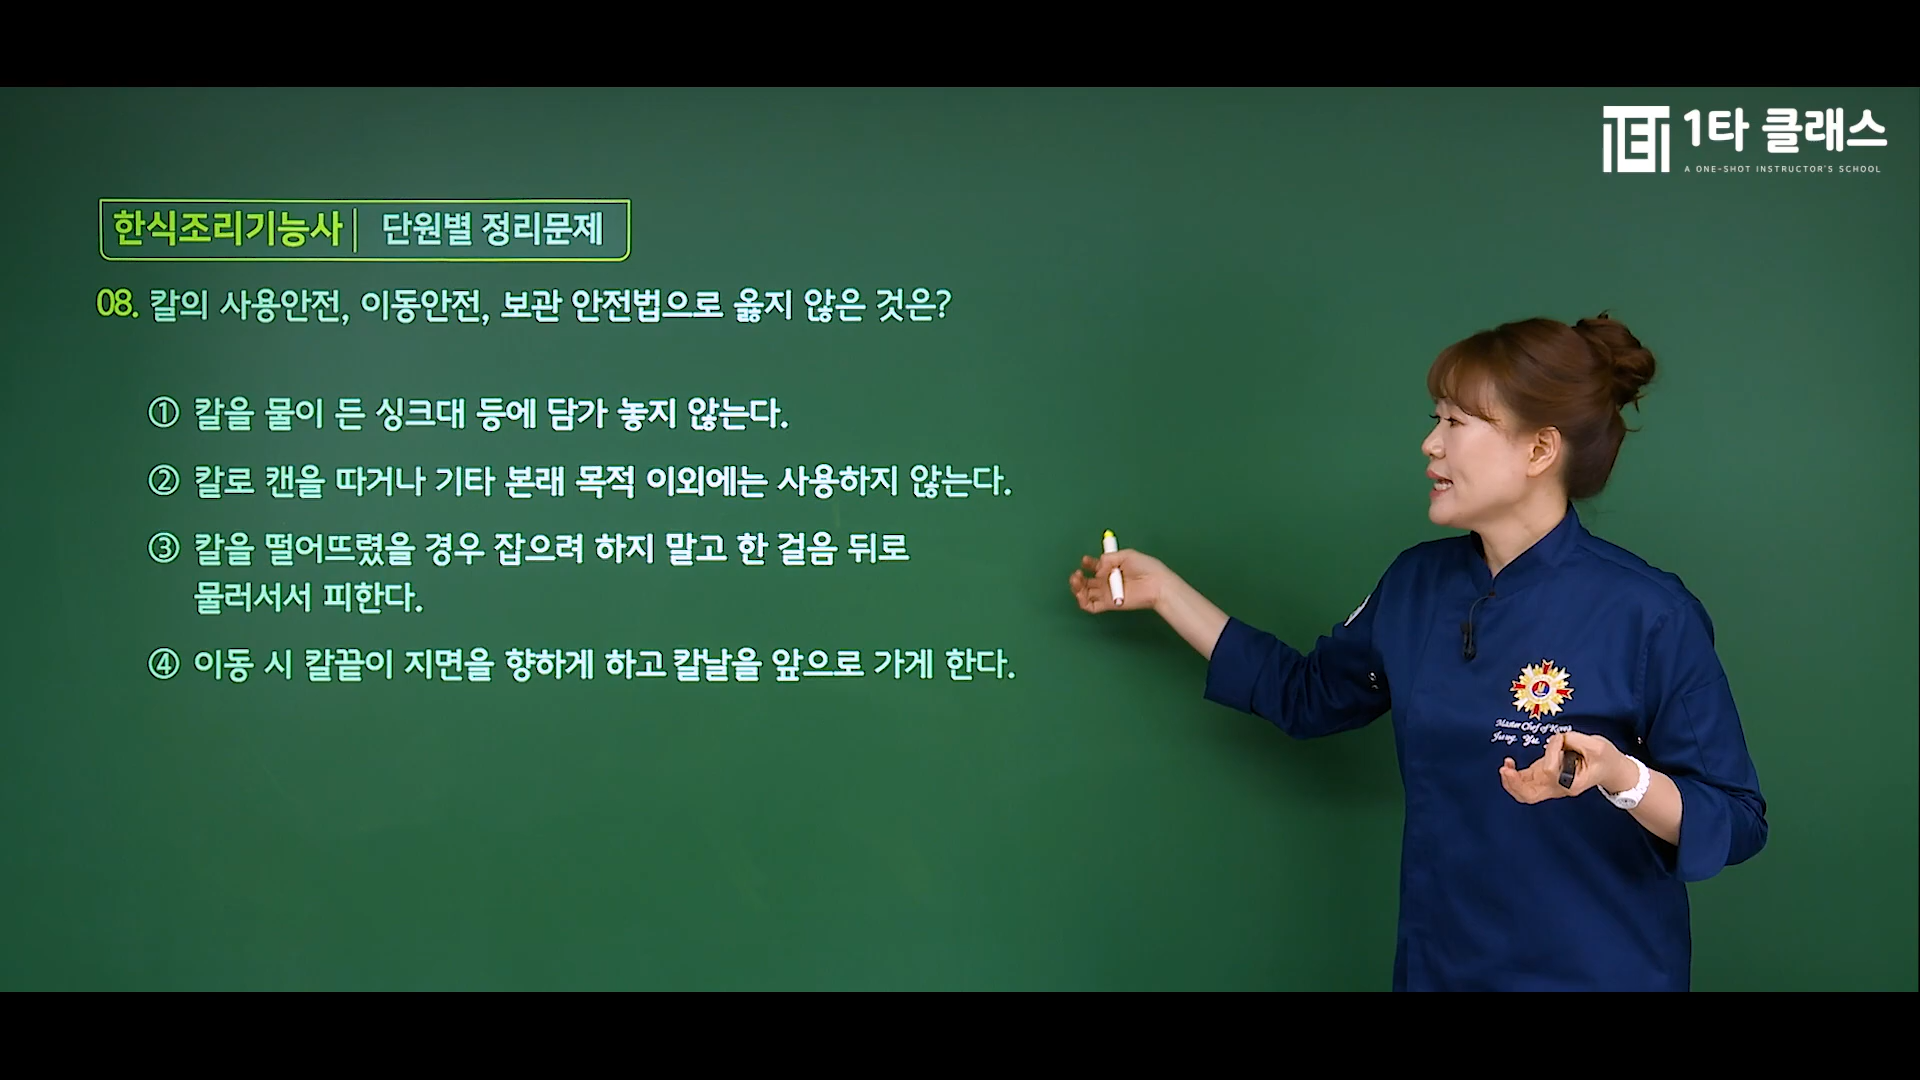 1타 클래스
A ONE-SHOT INSTRUCTOR'S SCHOOL
한식조리기능사 | 단원별 정리문제
08. 칼의 사용안전, 이동안전, 보관 안전법으로 옳지 않은 것은?
① 칼을 물이 든 싱크대 등에 담가 놓지 않는다.
② 칼로 캔을 따거나 기타 본래 목적 이외에는 사용하지 않는다.
③ 칼을 떨어뜨렸을 경우 잡으려 하지 말고 한 걸음 뒤로
물러서서 피한다.
④ 이동 시 칼끝이 지면을 향하게 하고 칼날을 앞으로 가게 한다.
Master Chef of Korea